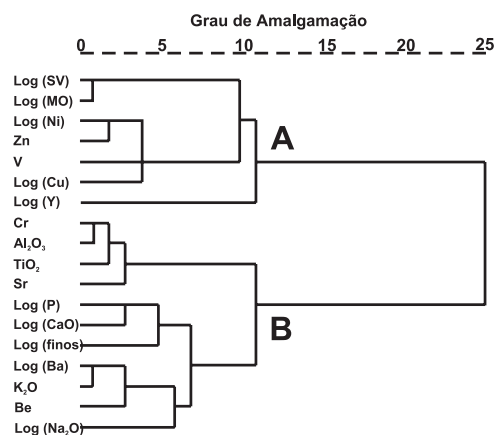 Grau de Amalgamação
0 5 10 15 20 25
Log (SV)
Log (MO)
Log (Ni)
Zn
V
Log (Cu)
Log (Y)
Cr
Al₂O₃
TiO₂
Sr
Log (P)
Log (CaO)
Log (finos)
Log (Ba)
K₂O
Be
Log (Na₂O)
A
B